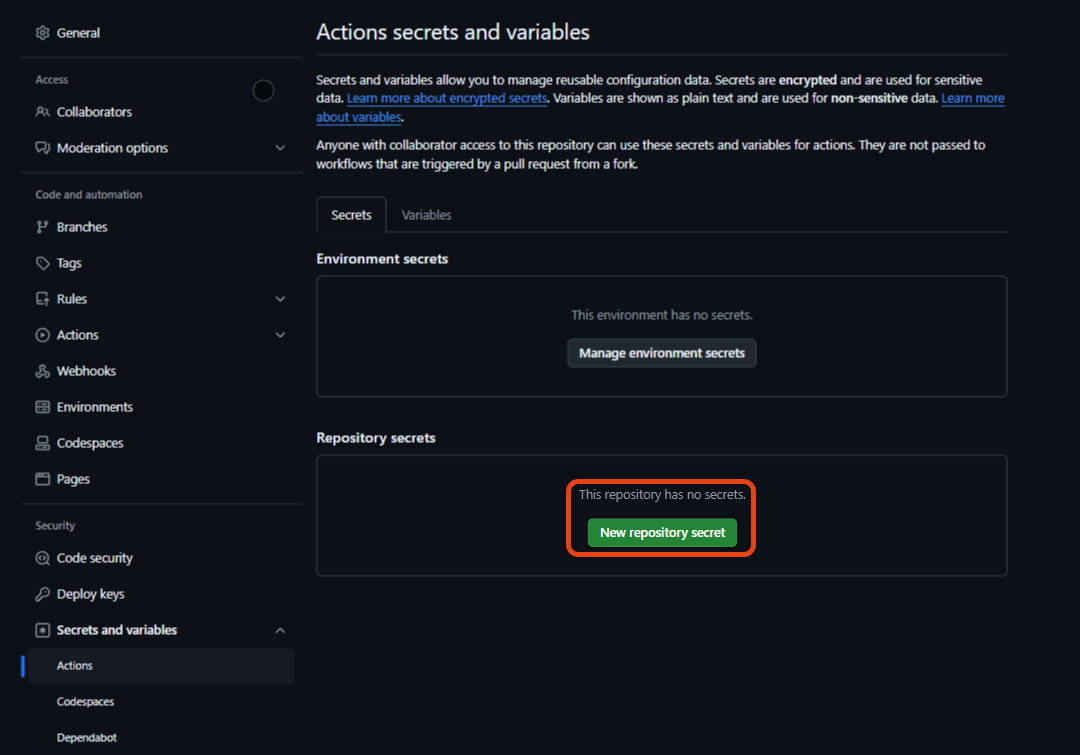 General
Access
Collaborators
Moderation options
Code and automation
Branches
Tags
Rules
Actions
Webhooks
Environments
Codespaces
Pages
Security
Code security
Deploy keys
Secrets and variables
Actions
Codespaces
Dependabot
Actions secrets and variables
Secrets and variables allow you to manage reusable configuration data. Secrets are encrypted and are used for sensitive
data. Learn more about encrypted secrets. Variables are shown as plain text and are used for non-sensitive data. Learn more
about variables.
Anyone with collaborator access to this repository can use these secrets and variables for actions. They are not passed to
workflows that are triggered by a pull request from a fork.
Secrets Variables
Environment secrets
This environment has no secrets.
Manage environment secrets
Repository secrets
This repository has no secrets.
New repository secret